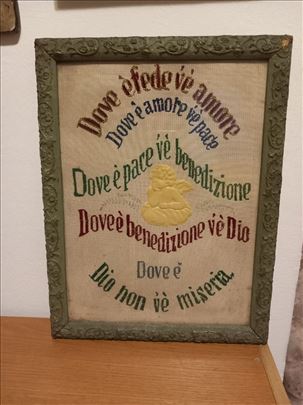 Dove è fede v'è amore
Dove è amore v'è pace
Dove è pace v'è benedizione
Dove è benedizione v'è Dio
Dove è
Dio non v'è miseria.